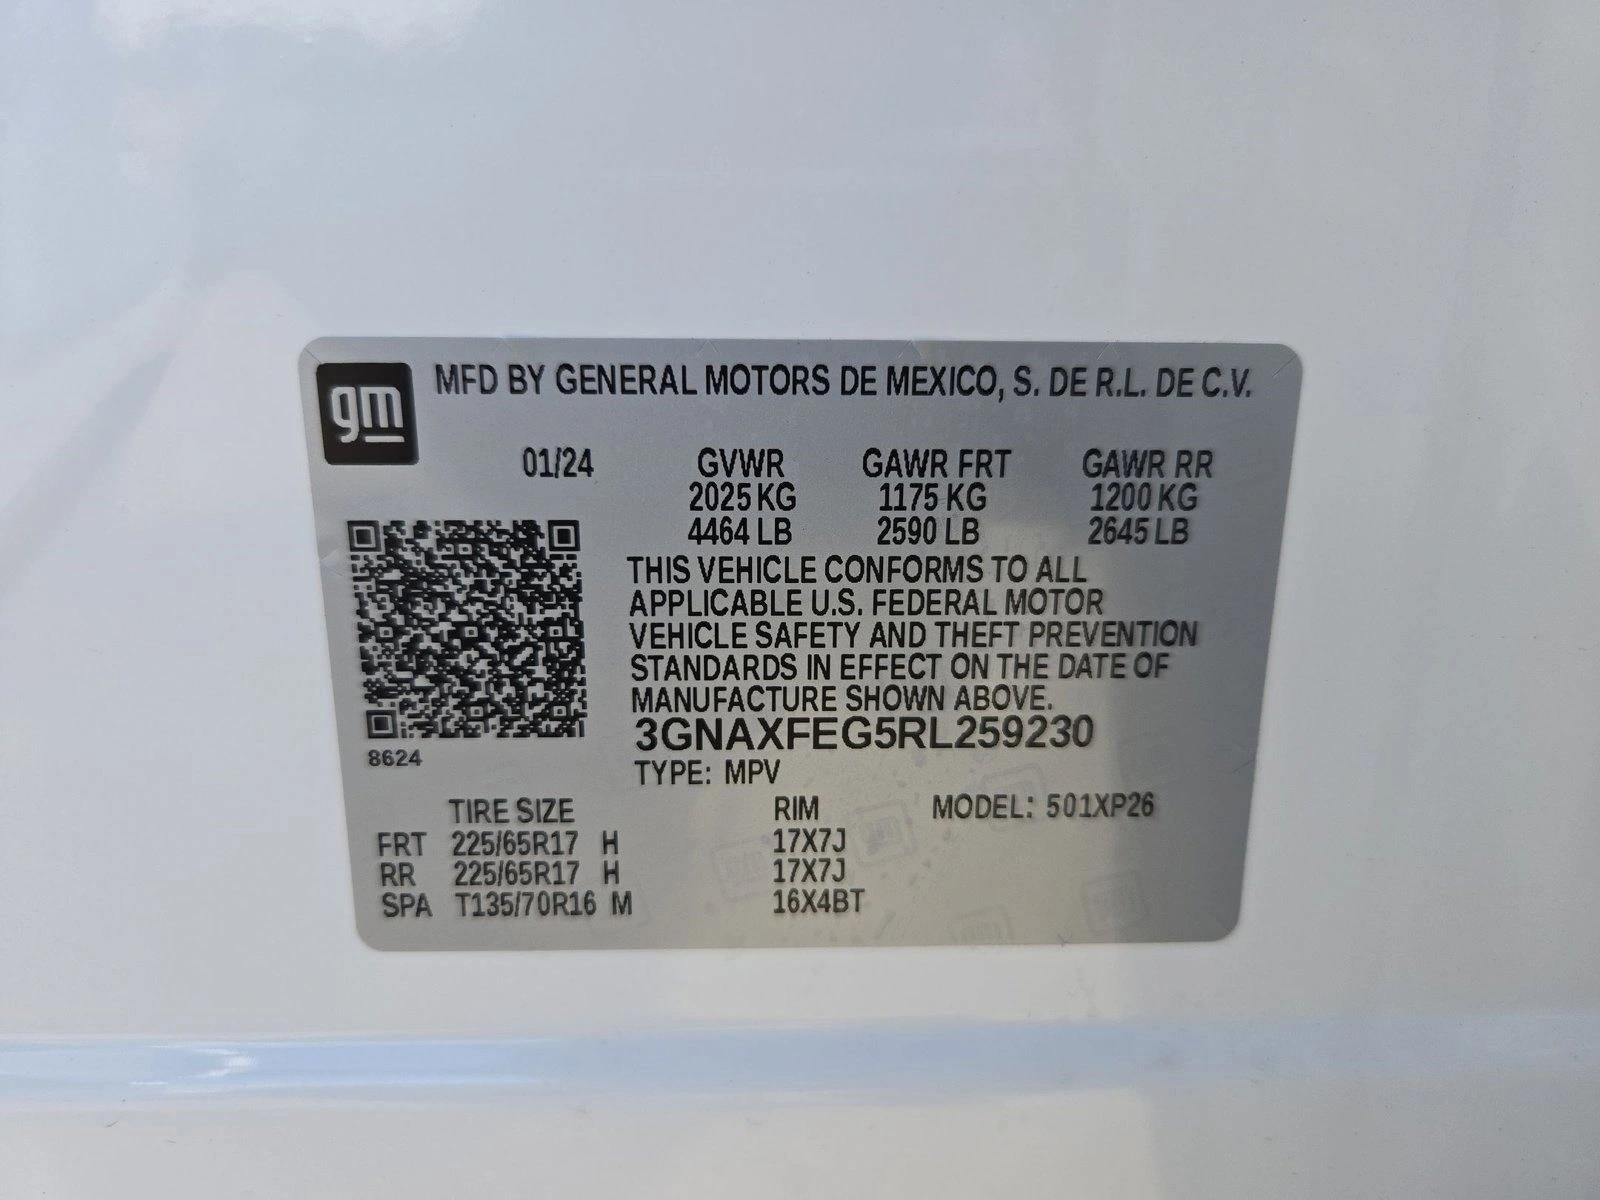 gm
MFD BY GENERAL MOTORS DE MEXICO, S. DE R.L. DE C.V.
01/24 GVWR GAWR FRT GAWR RR
2025 KG 1175 KG 1200 KG
4464 LB 2590 LB 2645 LB
THIS VEHICLE CONFORMS TO ALL
APPLICABLE U.S. FEDERAL MOTOR
VEHICLE SAFETY AND THEFT PREVENTION
STANDARDS IN EFFECT ON THE DATE OF
MANUFACTURE SHOWN ABOVE.
3GNAXFEG5RL259230
8624
TYPE: MPV
TIRE SIZE RIM MODEL: 501XP26
FRT 225/65R17 H 17X7J
RR 225/65R17 H 17X7J
SPA T135/70R16 M 16X4BT